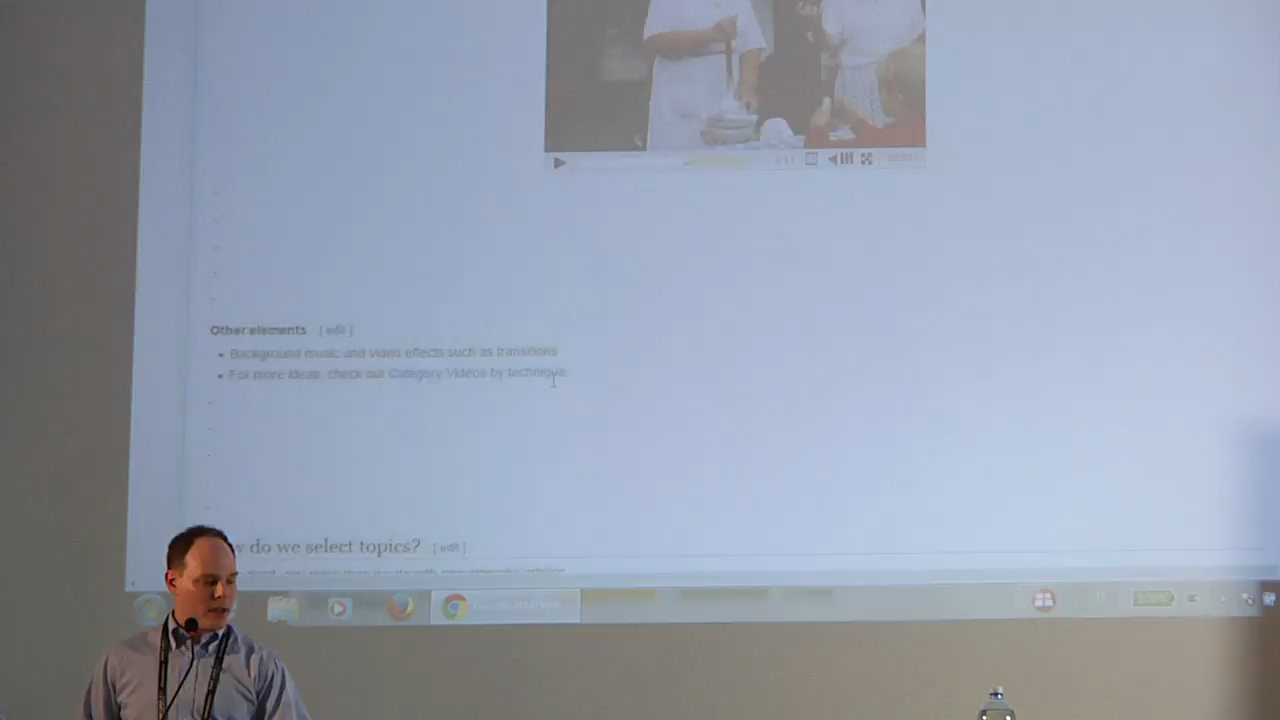 Other elements [ edit ]
• Background music and video effects such as transitions
• For more ideas, check out Category Videos by technique
do we select topics? [ edit ]